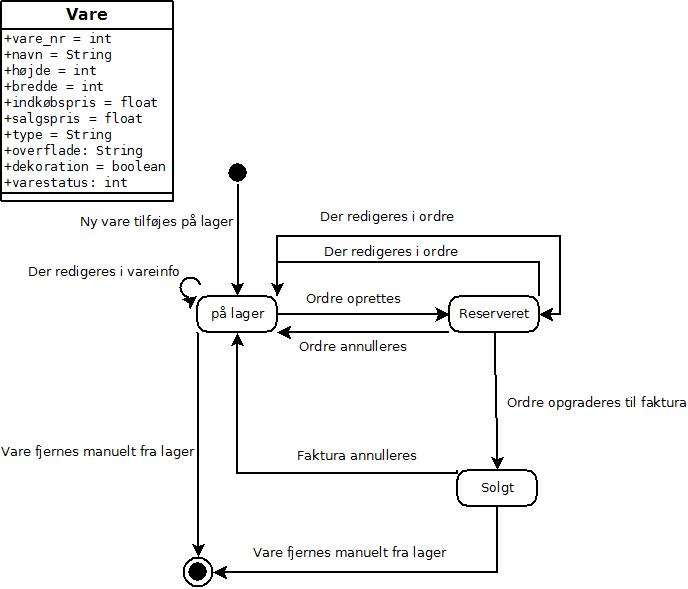 Vare
+vare_nr = int
+navn = String
+højde = int
+bredde = int
+indkøbspris = float
+salgspris = float
+type = String
+overflade: String
+dekoration = boolean
+varestatus: int
Ny vare tilføjes på lager
Der redigeres i ordre
Der redigeres i ordre
Der redigeres i vareinfo
på lager
Ordre oprettes
Reserveret
Ordre annulleres
Ordre opgraderes til faktura
Vare fjernes manuelt fra lager
Faktura annulleres
Solgt
Vare fjernes manuelt fra lager